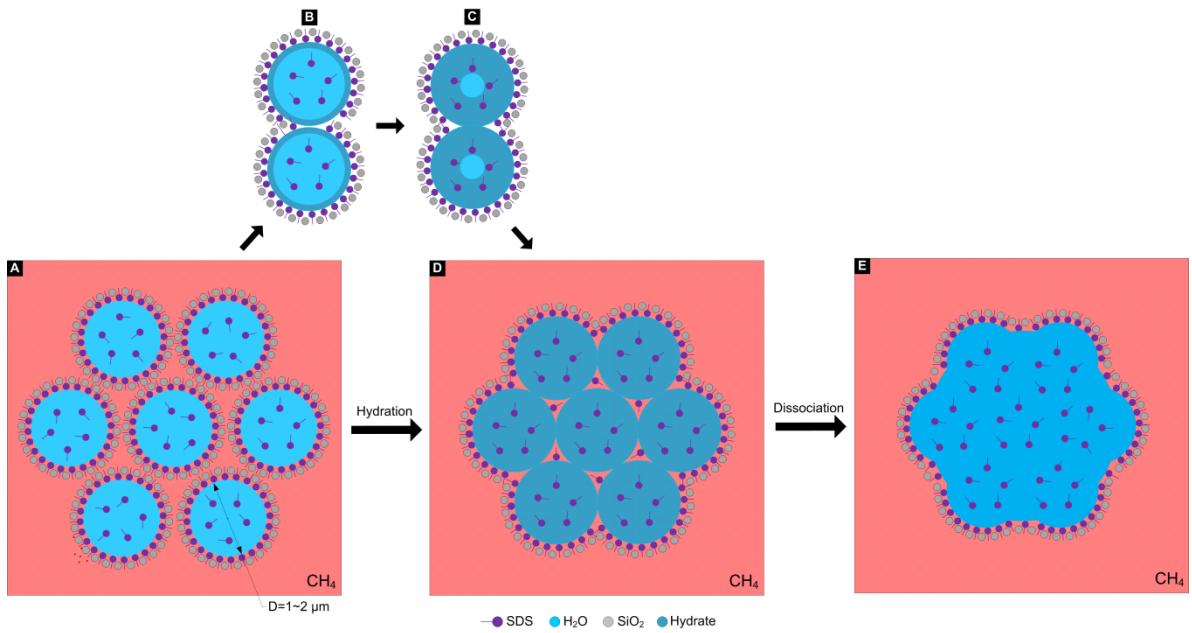 B
C
A
D
E
Hydration
Dissociation
CH₄
CH₄
CH₄
D=1~2 μm
SDS
H₂O
SiO₂
Hydrate